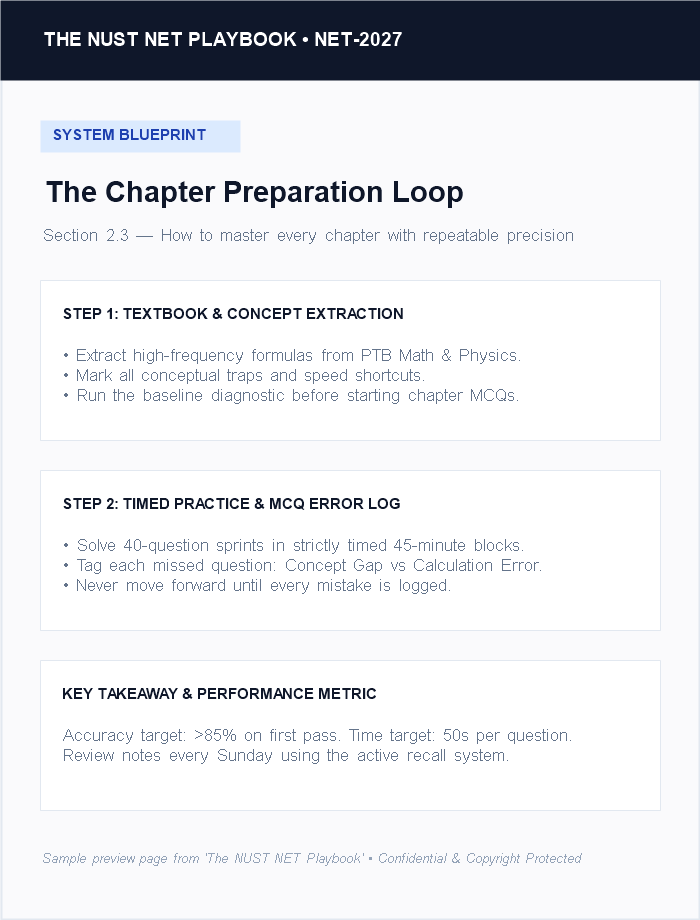 THE NUST NET PLAYBOOK • NET-2027
SYSTEM BLUEPRINT
The Chapter Preparation Loop
Section 2.3 — How to master every chapter with repeatable precision
STEP 1: TEXTBOOK & CONCEPT EXTRACTION
• Extract high-frequency formulas from PTB Math & Physics.
• Mark all conceptual traps and speed shortcuts.
• Run the baseline diagnostic before starting chapter MCQs.
STEP 2: TIMED PRACTICE & MCQ ERROR LOG
• Solve 40-question sprints in strictly timed 45-minute blocks.
• Tag each missed question: Concept Gap vs Calculation Error.
• Never move forward until every mistake is logged.
KEY TAKEAWAY & PERFORMANCE METRIC
Accuracy target: >85% on first pass. Time target: 50s per question.
Review notes every Sunday using the active recall system.
Sample preview page from 'The NUST NET Playbook' • Confidential & Copyright Protected